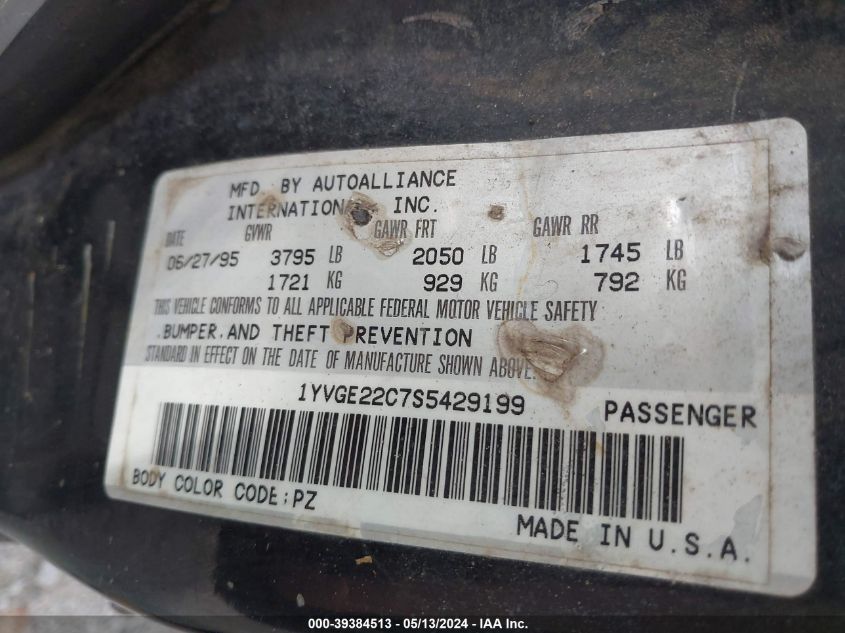 MFD. BY AUTOALLIANCE
INTERNATION INC.
DATE GVWR GAWR FRT GAWR RR
06/27/95 3795 LB 2050 LB 1745 LB
1721 KG 929 KG 792 KG
THIS VEHICLE CONFORMS TO ALL APPLICABLE FEDERAL MOTOR VEHICLE SAFETY
.BUMPER.AND THEFT PREVENTION
STANDARD IN EFFECT ON THE DATE OF MANUFACTURE SHOWN ABOVE.
1YVGE22C7S5429199 PASSENGER
BODY COLOR CODE:PZ
MADE IN U.S.A.
000-39384513 - 05/13/2024 - IAA Inc.